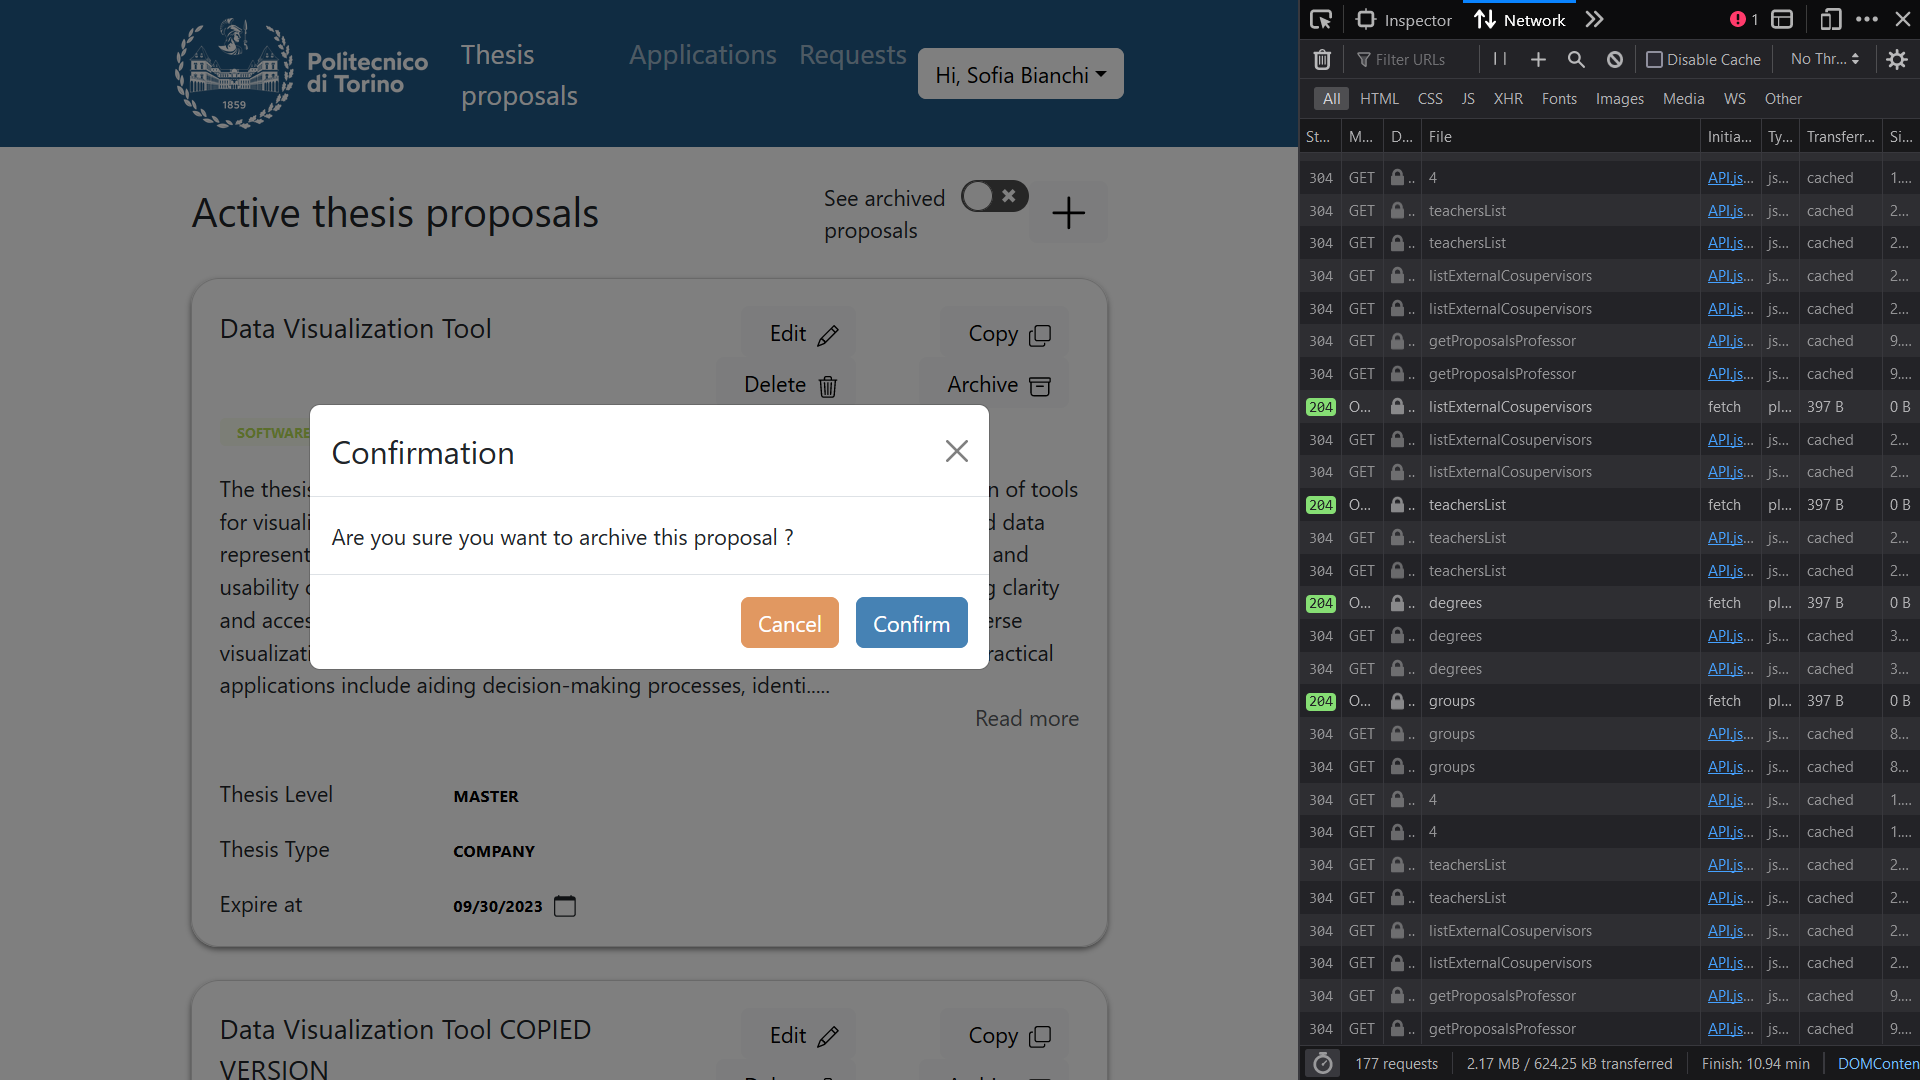 Politecnico
di Torino
1859
Thesis
proposals
Applications
Requests
Hi, Sofia Bianchi
Active thesis proposals
See archived
proposals
Data Visualization Tool
Edit
Copy
Delete
Archive
SOFTWARE
Confirmation
Are you sure you want to archive this proposal ?
Cancel
Confirm
The thesis
n of tools
for visuali
data
represent
and
usability
clarity
and acces
erse
visualizati
ractical
applications include aiding decision-making processes, identi.....
Read more
Thesis Level
MASTER
Thesis Type
COMPANY
Expire at
09/30/2023
Data Visualization Tool COPIED
VERSION
Edit
Copy
Inspector
Network
1
Filter URLs
Disable Cache
No Thr...
All HTML CSS JS XHR Fonts Images Media WS Other
St... M... D... File Initia... Ty... Transferr... Si...
304 GET .. 4 API.js... js... cached 1....
304 GET .. teachersList API.js... js... cached 2...
304 GET .. teachersList API.js... js... cached 2...
304 GET .. listExternalCosupervisors API.js... js... cached 2...
304 GET .. listExternalCosupervisors API.js... js... cached 2...
304 GET .. getProposalsProfessor API.js... js... cached 9....
304 GET .. getProposalsProfessor API.js... js... cached 9....
204 O... .. listExternalCosupervisors fetch pl... 397 B 0 B
304 GET .. listExternalCosupervisors API.js... js... cached 2...
304 GET .. listExternalCosupervisors API.js... js... cached 2...
204 O... .. teachersList fetch pl... 397 B 0 B
304 GET .. teachersList API.js... js... cached 2...
304 GET .. teachersList API.js... js... cached 2...
204 O... .. degrees fetch pl... 397 B 0 B
304 GET .. degrees API.js... js... cached 3...
304 GET .. degrees API.js... js... cached 3...
204 O... .. groups fetch pl... 397 B 0 B
304 GET .. groups API.js... js... cached 8...
304 GET .. groups API.js... js... cached 8...
304 GET .. 4 API.js... js... cached 1....
304 GET .. 4 API.js... js... cached 1....
304 GET .. teachersList API.js... js... cached 2...
304 GET .. teachersList API.js... js... cached 2...
304 GET .. listExternalCosupervisors API.js... js... cached 2...
304 GET .. listExternalCosupervisors API.js... js... cached 2...
304 GET .. getProposalsProfessor API.js... js... cached 9....
304 GET .. getProposalsProfessor API.js... js... cached 9....
177 requests
2.17 MB / 624.25 kB transferred
Finish: 10.94 min
DOMConten